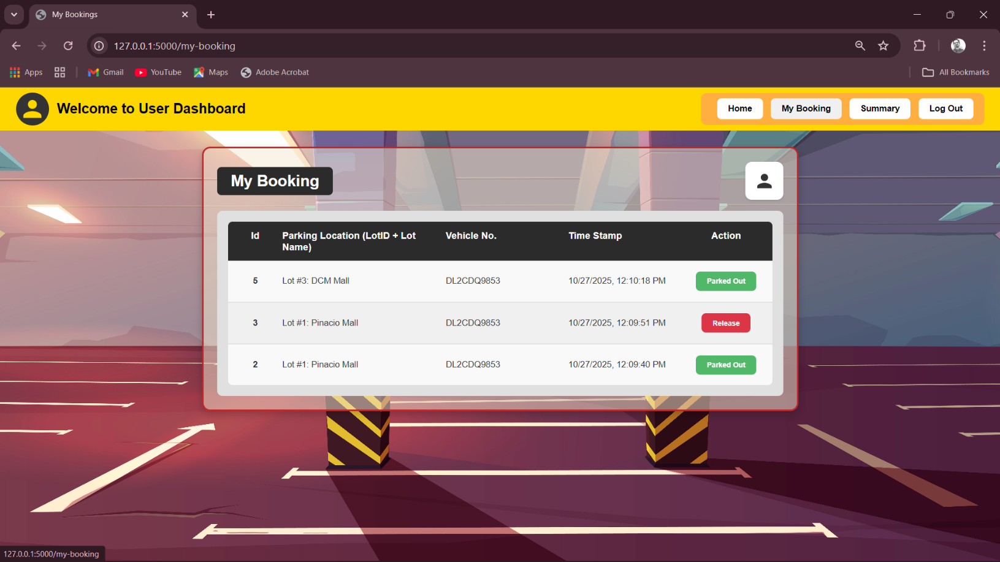 My Bookings
127.0.0.1:5000/my-booking
Apps
Gmail
YouTube
Maps
Adobe Acrobat
All Bookmarks
Welcome to User Dashboard
Home
My Booking
Summary
Log Out
My Booking
Id Parking Location (LotID + Lot Name) Vehicle No. Time Stamp Action
5 Lot #3: DCM Mall DL2CDQ9853 10/27/2025, 12:10:18 PM Parked Out
3 Lot #1: Pinacio Mall DL2CDQ9853 10/27/2025, 12:09:51 PM Release
2 Lot #1: Pinacio Mall DL2CDQ9853 10/27/2025, 12:09:40 PM Parked Out
127.0.0.1:5000/my-booking